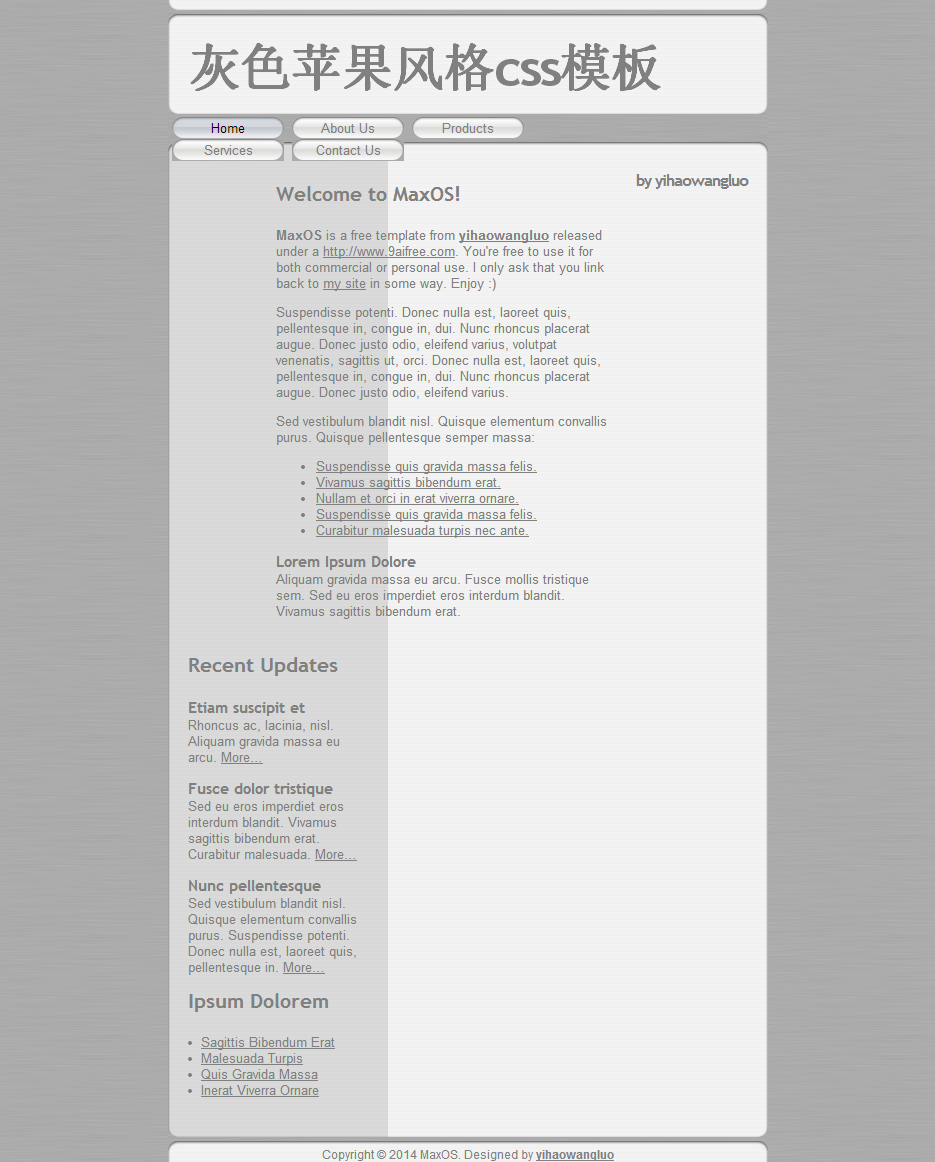 灰色苹果风格css模板
Home About Us Products
Services Contact Us
by yihaowangluo
Welcome to MaxOS!
MaxOS is a free template from yihaowangluo released
under a http://www.9aifree.com. You're free to use it for
both commercial or personal use. I only ask that you link
back to my site in some way. Enjoy :)
Suspendisse potenti. Donec nulla est, laoreet quis,
pellentesque in, congue in, dui. Nunc rhoncus placerat
augue. Donec justo odio, eleifend varius, volutpat
venenatis, sagittis ut, orci. Donec nulla est, laoreet quis,
pellentesque in, congue in, dui. Nunc rhoncus placerat
augue. Donec justo odio, eleifend varius.
Sed vestibulum blandit nisl. Quisque elementum convallis
purus. Quisque pellentesque semper massa:
• Suspendisse quis gravida massa felis.
• Vivamus sagittis bibendum erat.
• Nullam et orci in erat viverra ornare.
• Suspendisse quis gravida massa felis.
• Curabitur malesuada turpis nec ante.
Lorem Ipsum Dolore
Aliquam gravida massa eu arcu. Fusce mollis tristique
sem. Sed eu eros imperdiet eros interdum blandit.
Vivamus sagittis bibendum erat.
Recent Updates
Etiam suscipit et
Rhoncus ac, lacinia, nisl.
Aliquam gravida massa eu
arcu. More...
Fusce dolor tristique
Sed eu eros imperdiet eros
interdum blandit. Vivamus
sagittis bibendum erat.
Curabitur malesuada. More...
Nunc pellentesque
Sed vestibulum blandit nisl.
Quisque elementum convallis
purus. Suspendisse potenti.
Donec nulla est, laoreet quis,
pellentesque in. More...
Ipsum Dolorem
• Sagittis Bibendum Erat
• Malesuada Turpis
• Quis Gravida Massa
• Inerat Viverra Ornare
Copyright © 2014 MaxOS. Designed by yihaowangluo